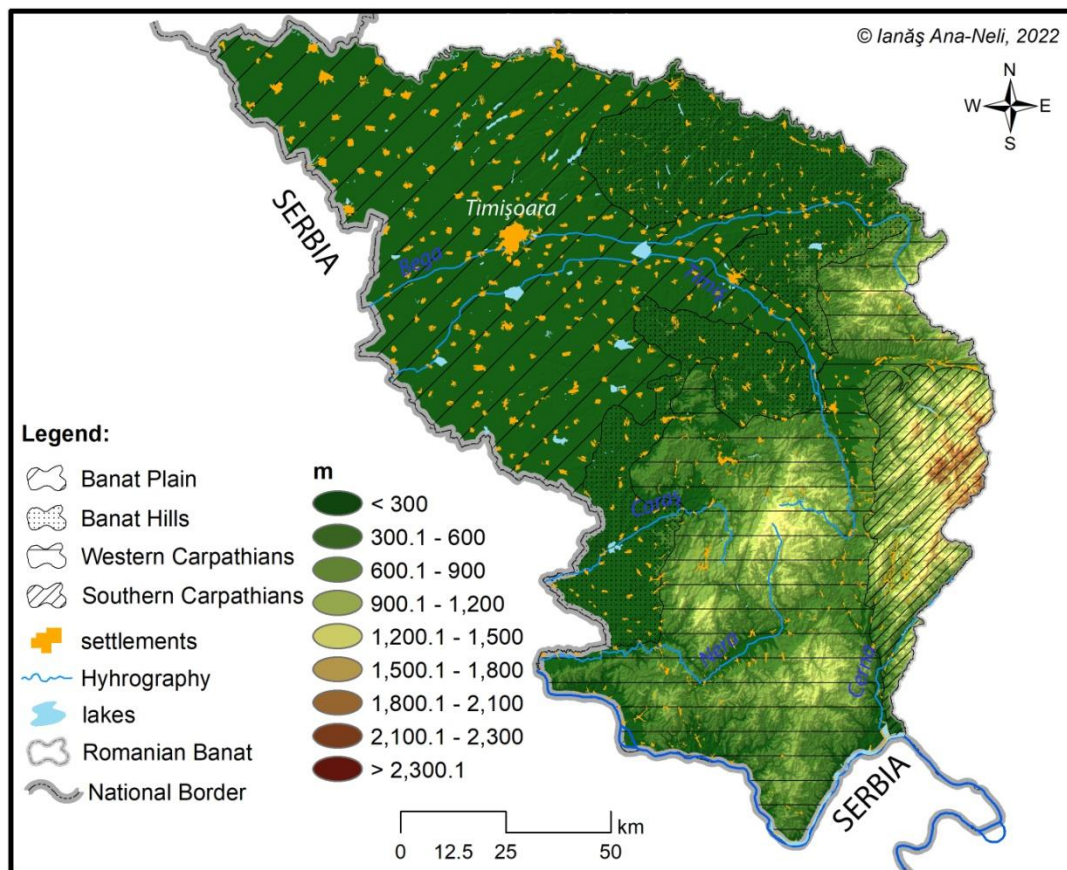 © Ianăş Ana-Neli, 2022
N
W E
S
SERBIA
Timişoara
Bega
Timiş
Caraş
Nera
Cerna
SERBIA
Legend:
Banat Plain
Banat Hills
Western Carpathians
Southern Carpathians
settlements
Hyhrography
lakes
Romanian Banat
National Border
m
< 300
300.1 - 600
600.1 - 900
900.1 - 1,200
1,200.1 - 1,500
1,500.1 - 1,800
1,800.1 - 2,100
2,100.1 - 2,300
> 2,300.1
km
0 12.5 25 50